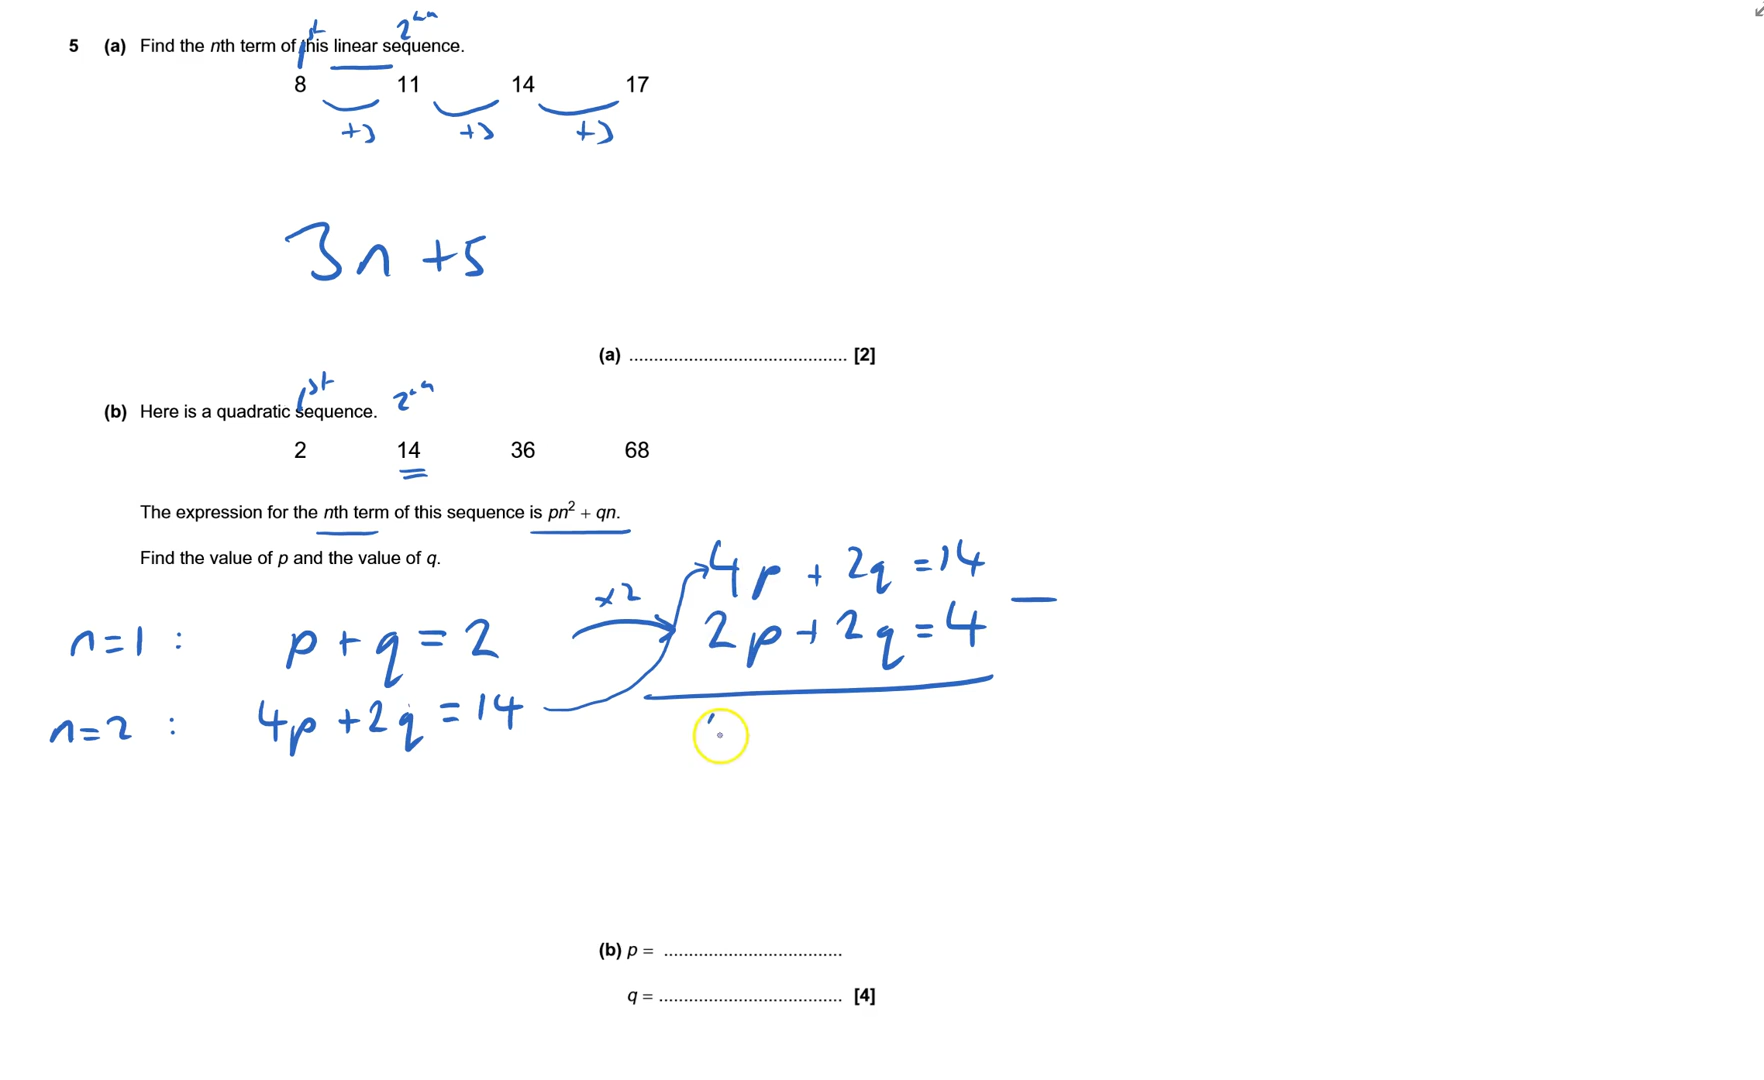 1st 2nd
5 (a) Find the nth term of this linear sequence.
8 11 14 17
+3 +3 +3
3n +5
(a) ............................................ [2]
1st 2nd
(b) Here is a quadratic sequence.
2 14 36 68
The expression for the nth term of this sequence is pn² + qn.
Find the value of p and the value of q.
n=1 : p + q = 2
n=2 : 4p +2q = 14
×2
4p + 2q = 14
2p + 2q = 4
—
(b) p = ....................................
q = ..................................... [4]